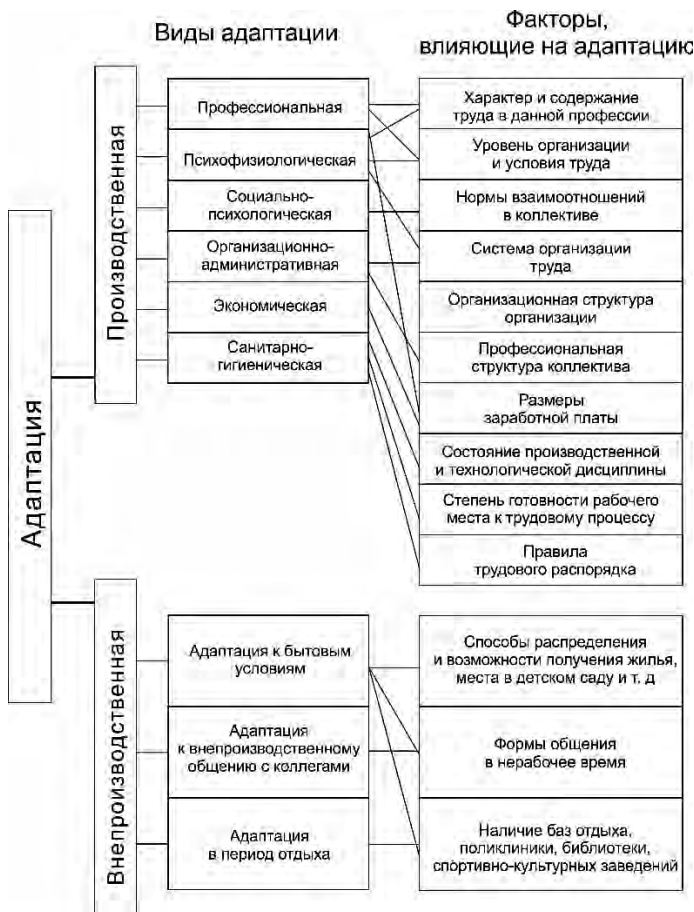 Виды адаптации
Факторы,
влияющие на адаптацию
Адаптация
Производственная
Профессиональная
Психофизиологическая
Социально-
психологическая
Организационно-
административная
Экономическая
Санитарно-
гигиеническая
Характер и содержание
труда в данной профессии
Уровень организации
и условия труда
Нормы взаимоотношений
в коллективе
Система организации
труда
Организационная структура
организации
Профессиональная
структура коллектива
Размеры
заработной платы
Состояние производственной
и технологической дисциплины
Степень готовности рабочего
места к трудовому процессу
Правила
трудового распорядка
Внепроизводственная
Адаптация к бытовым
условиям
Адаптация
к внепроизводственному
общению с коллегами
Адаптация
в период отдыха
Способы распределения
и возможности получения жилья,
места в детском саду и т. д
Формы общения
в нерабочее время
Наличие баз отдыха,
поликлиники, библиотеки,
спортивно-культурных заведений